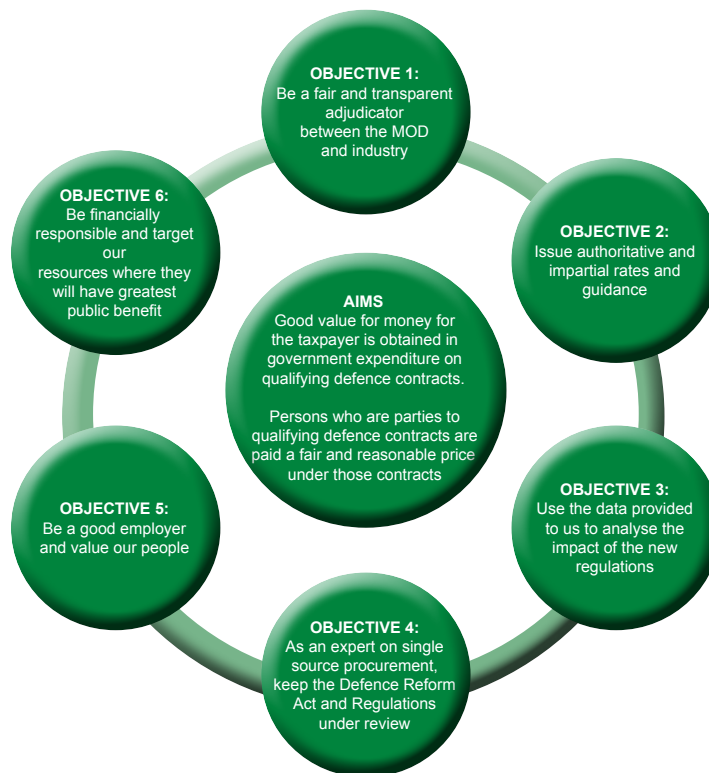 OBJECTIVE 1:
Be a fair and transparent
adjudicator
between the MOD
and industry
OBJECTIVE 2:
Issue authoritative and
impartial rates and
guidance
OBJECTIVE 3:
Use the data provided
to us to analyse the
impact of the new
regulations
OBJECTIVE 4:
As an expert on single
source procurement,
keep the Defence Reform
Act and Regulations
under review
OBJECTIVE 5:
Be a good employer
and value our people
OBJECTIVE 6:
Be financially
responsible and target
our
resources where they
will have greatest
public benefit
AIMS
Good value for money for
the taxpayer is obtained in
government expenditure on
qualifying defence contracts.
Persons who are parties to
qualifying defence contracts are
paid a fair and reasonable price
under those contracts